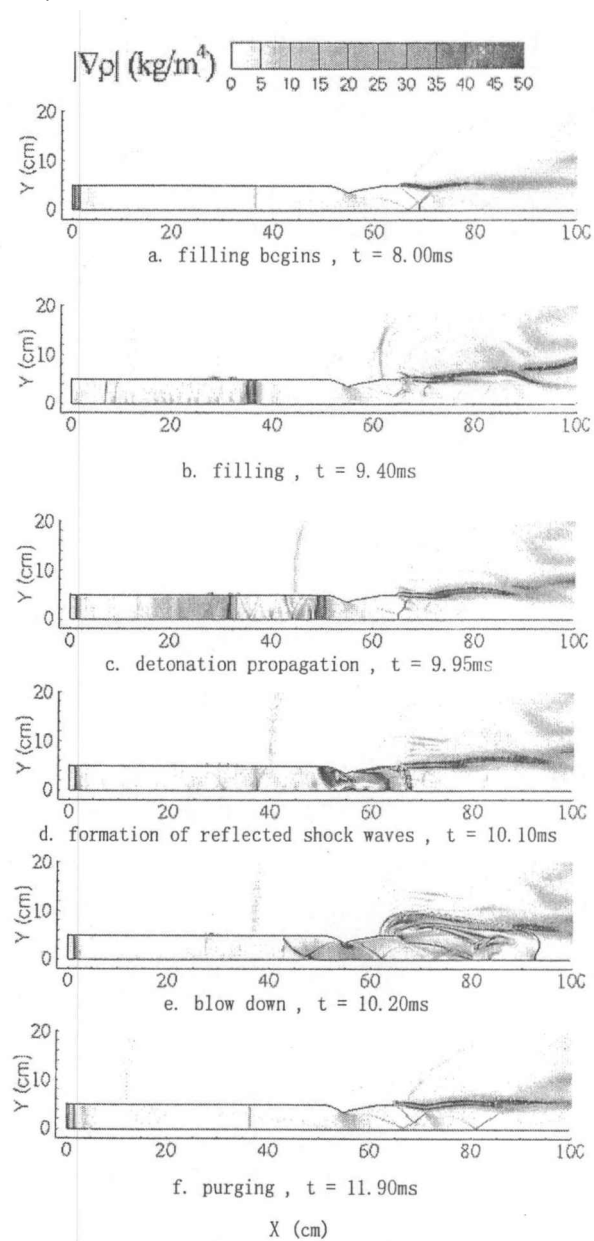 |∇ρ| (kg/m⁴)
0 5 10 15 20 25 30 35 40 45 50
20
10
0
Y (cm)
0 20 40 60 80 100
a. filling begins , t = 8.00ms
20
10
0
Y (cm)
0 20 40 60 80 100
b. filling , t = 9.40ms
20
10
0
Y (cm)
0 20 40 60 80 100
c. detonation propagation , t = 9.95ms
20
10
0
Y (cm)
0 20 40 60 80 100
d. formation of reflected shock waves , t = 10.10ms
20
10
0
Y (cm)
0 20 40 60 80 100
e. blow down , t = 10.20ms
20
10
0
Y (cm)
0 20 40 60 80 100
f. purging , t = 11.90ms
X (cm)